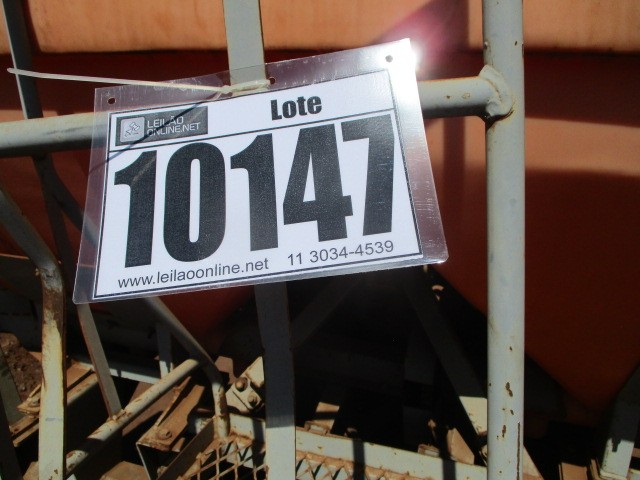 LEILÃO
ONLINE.NET
Lote
10147
www.leilaoonline.net 11 3034-4539